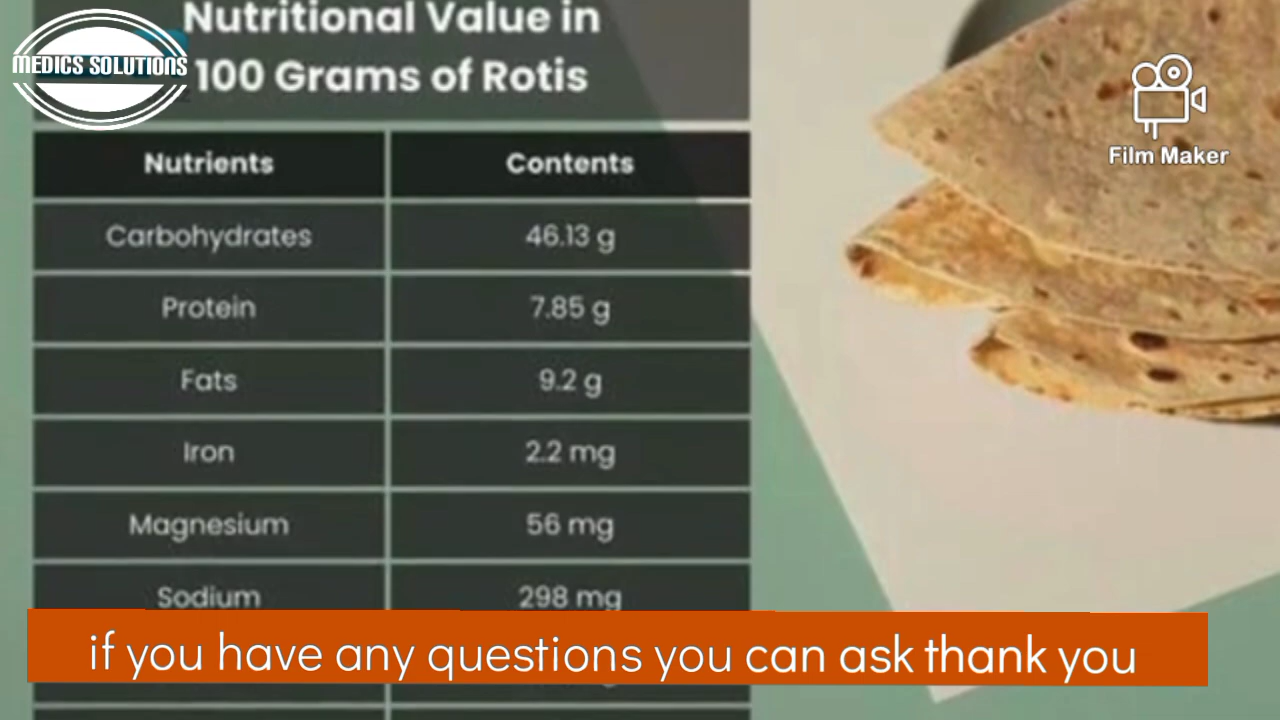 Nutritional Value in
100 Grams of Rotis
MEDICS SOLUTIONS
Film Maker
Nutrients Contents
Carbohydrates 46.13 g
Protein 7.85 g
Fats 9.2 g
Iron 2.2 mg
Magnesium 56 mg
Sodium 298 mg
if you have any questions you can ask thank you